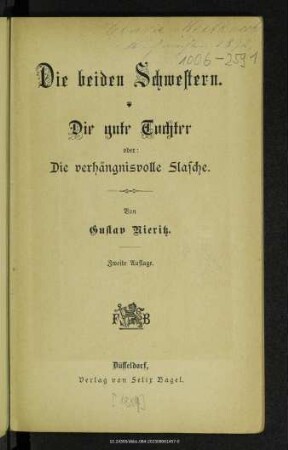 1006-2591
Die beiden Schwestern.
Die gute Tochter
oder:
Die verhängnisvolle Flasche.
Von
Gustav Nieritz.
Zweite Auflage.
F B
Düsseldorf,
Verlag von Felix Bagel.